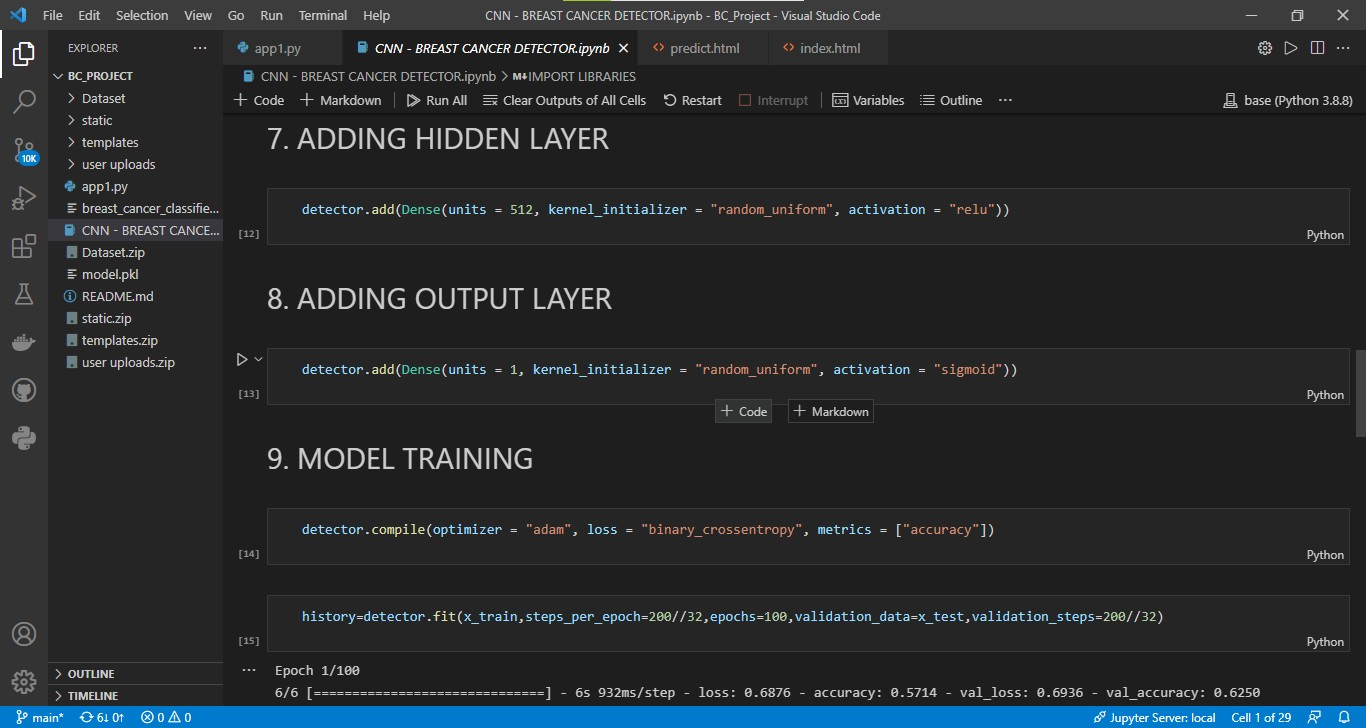 File Edit Selection View Go Run Terminal Help CNN - BREAST CANCER DETECTOR.ipynb - BC_Project - Visual Studio Code
EXPLORER
BC_PROJECT
Dataset
static
templates
user uploads
app1.py
breast_cancer_classifie...
CNN - BREAST CANCE...
Dataset.zip
model.pkl
README.md
static.zip
templates.zip
user uploads.zip
OUTLINE
TIMELINE
10K
app1.py CNN - BREAST CANCER DETECTOR.ipynb predict.html index.html
CNN - BREAST CANCER DETECTOR.ipynb > M↓IMPORT LIBRARIES
+ Code + Markdown Run All Clear Outputs of All Cells Restart Interrupt Variables Outline ... base (Python 3.8.8)
7. ADDING HIDDEN LAYER
detector.add(Dense(units = 512, kernel_initializer = "random_uniform", activation = "relu"))
[12] Python
8. ADDING OUTPUT LAYER
detector.add(Dense(units = 1, kernel_initializer = "random_uniform", activation = "sigmoid"))
[13] Python
+ Code + Markdown
9. MODEL TRAINING
detector.compile(optimizer = "adam", loss = "binary_crossentropy", metrics = ["accuracy"])
[14] Python
history=detector.fit(x_train,steps_per_epoch=200//32,epochs=100,validation_data=x_test,validation_steps=200//32)
[15] Python
... Epoch 1/100
6/6 [==============================] - 6s 932ms/step - loss: 0.6876 - accuracy: 0.5714 - val_loss: 0.6936 - val_accuracy: 0.6250
main* 6↓ 0↑ 0 0 Jupyter Server: local Cell 1 of 29